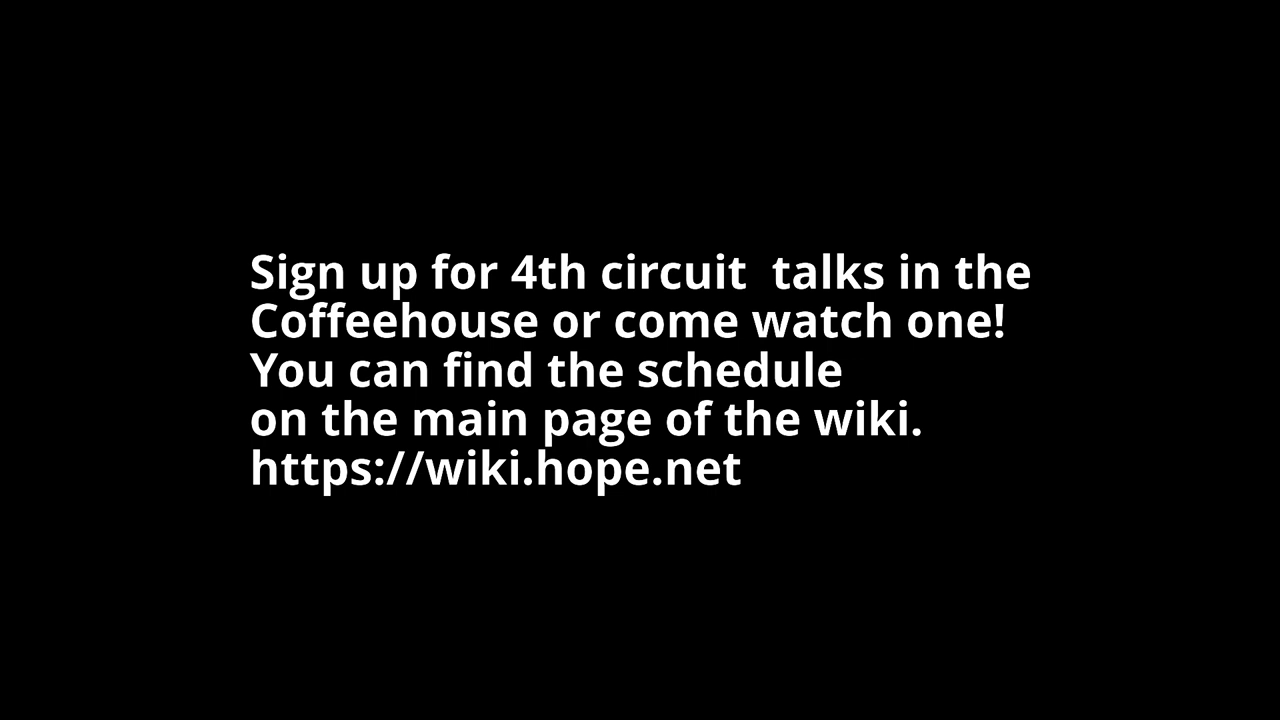 Sign up for 4th circuit  talks in the
Coffeehouse or come watch one!
You can find the schedule
on the main page of the wiki.
https://wiki.hope.net